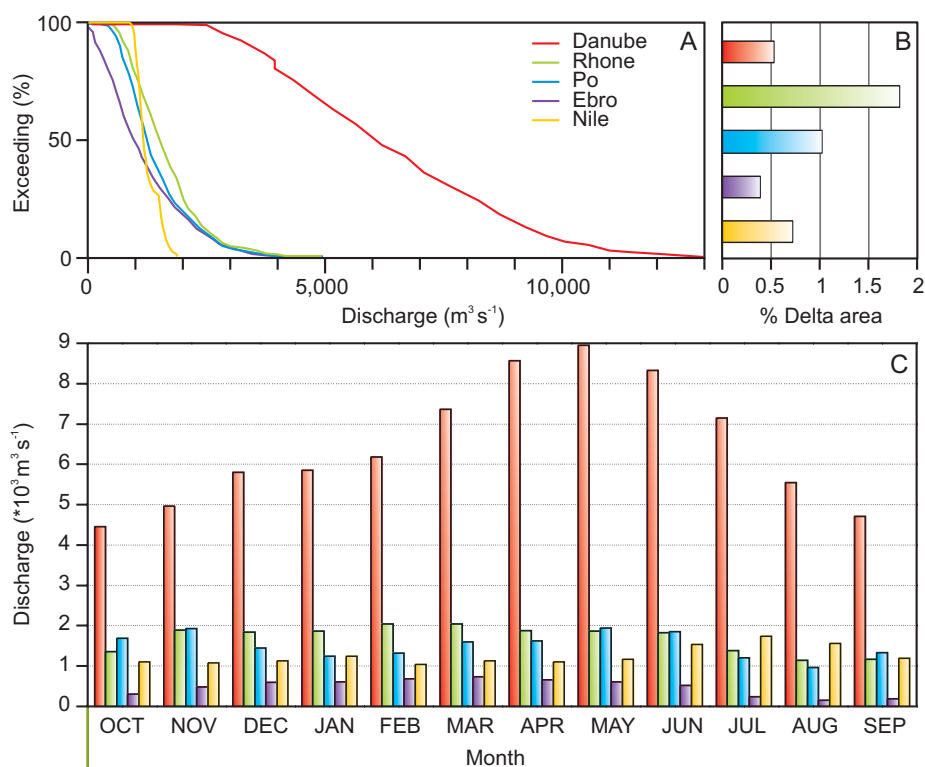 100
50
0
Exceeding (%)
A
Danube
Rhone
Po
Ebro
Nile
0
5,000
10,000
Discharge (m³ s⁻¹)
B
0
0.5
1
1.5
2
% Delta area
C
9
8
7
6
5
4
3
2
1
0
Discharge (*10³ m³ s⁻¹)
OCT NOV DEC JAN FEB MAR APR MAY JUN JUL AUG SEP
Month